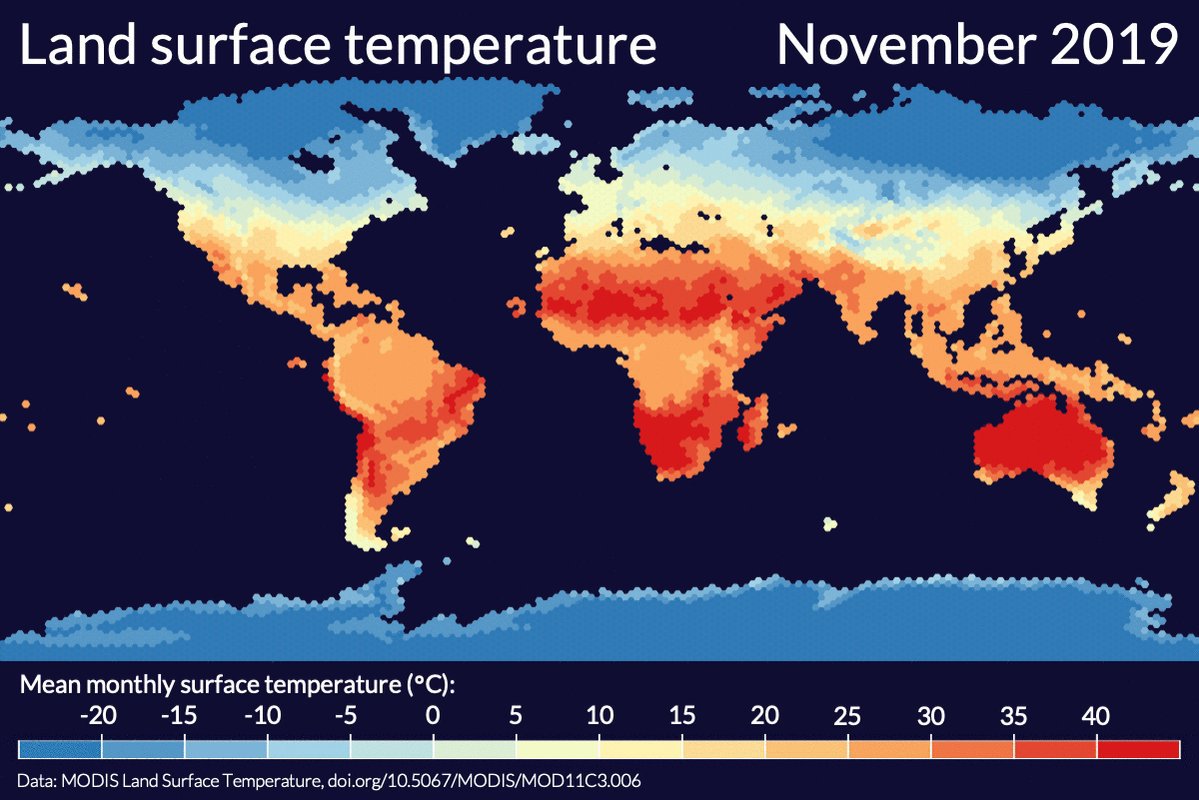 Land surface temperature November 2019
Mean monthly surface temperature (°C):
-20 -15 -10 -5 0 5 10 15 20 25 30 35 40
Data: MODIS Land Surface Temperature, doi.org/10.5067/MODIS/MOD11C3.006